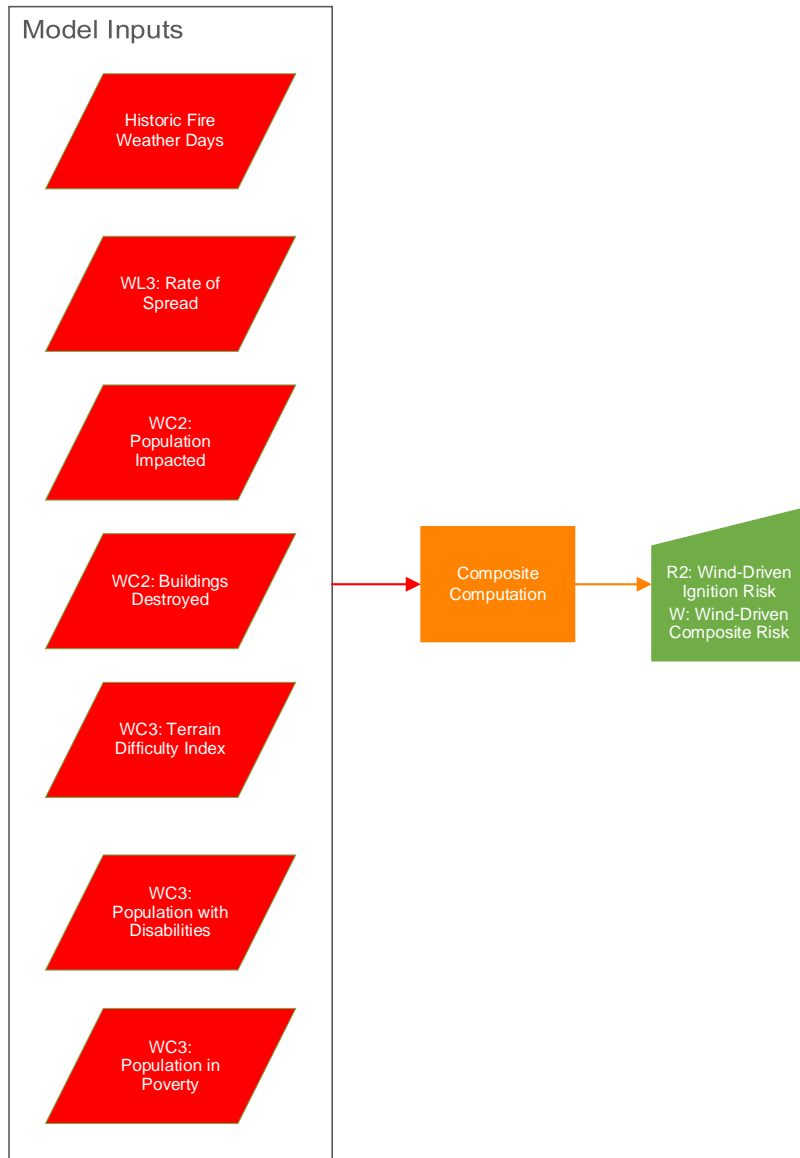 Model Inputs
Historic Fire
Weather Days
WL3: Rate of
Spread
WC2:
Population
Impacted
WC2: Buildings
Destroyed
WC3: Terrain
Difficulty Index
WC3:
Population with
Disabilities
WC3:
Population in
Poverty
Composite
Computation
R2: Wind-Driven
Ignition Risk
W: Wind-Driven
Composite Risk